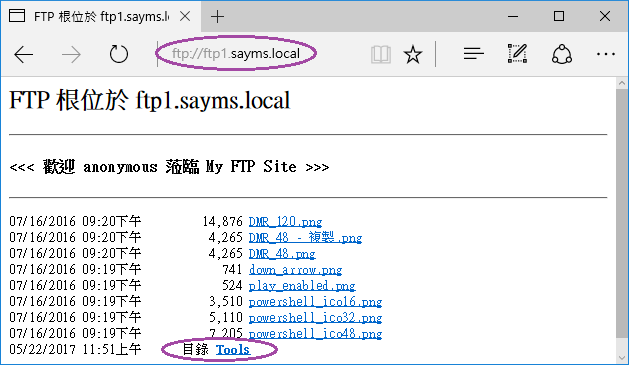 FTP 根位於 ftp1.sayms.l
ftp://ftp1.sayms.local
FTP 根位於 ftp1.sayms.local
<<< 歡迎 anonymous 蒞臨 My FTP Site >>>
07/16/2016 09:20下午 14,876 DMR_120.png
07/16/2016 09:20下午 4,265 DMR_48 - 複製.png
07/16/2016 09:20下午 4,265 DMR_48.png
07/16/2016 09:19下午 741 down_arrow.png
07/16/2016 09:19下午 524 play_enabled.png
07/16/2016 09:19下午 3,510 powershell_ico16.png
07/16/2016 09:19下午 5,110 powershell_ico32.png
07/16/2016 09:19下午 7,205 powershell_ico48.png
05/22/2017 11:51上午 目錄 Tools